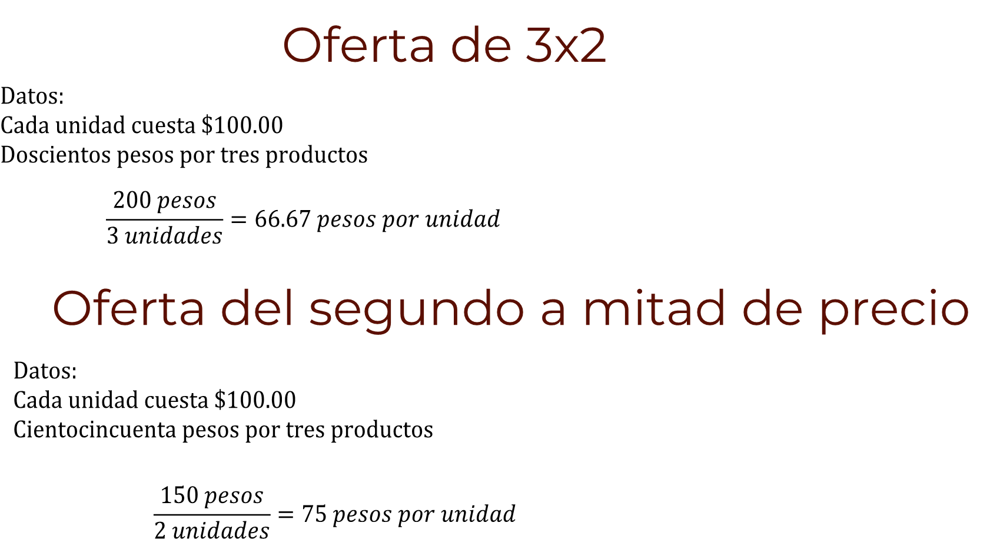 Oferta de 3x2
Datos:
Cada unidad cuesta $100.00
Doscientos pesos por tres productos
200 pesos
3 unidades
= 66.67 pesos por unidad
Oferta del segundo a mitad de precio
Datos:
Cada unidad cuesta $100.00
Cientocincuenta pesos por tres productos
150 pesos
2 unidades
= 75 pesos por unidad